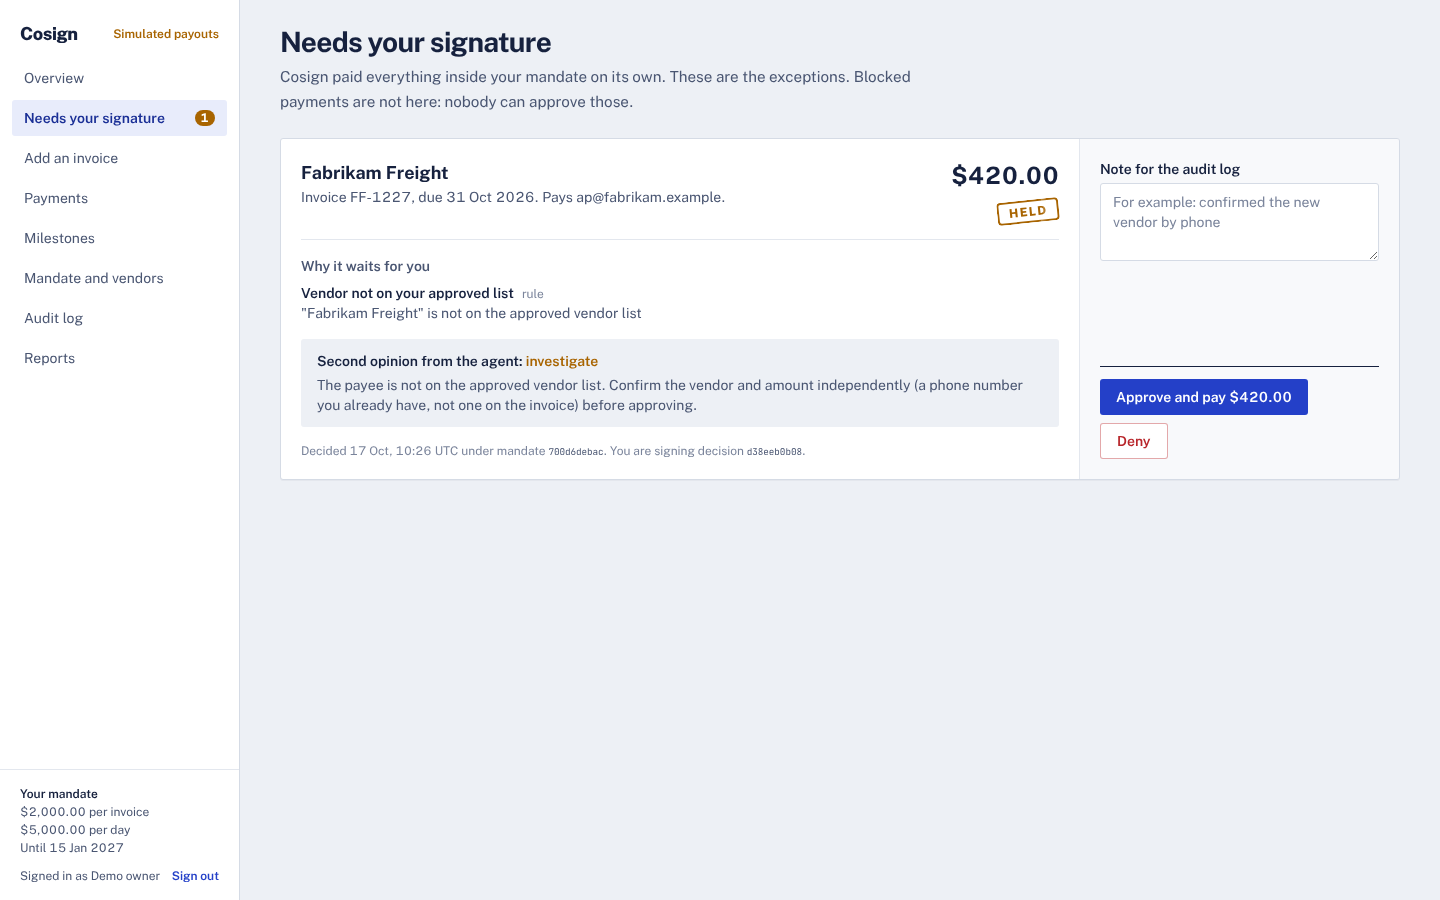 Cosign
Simulated payouts
Overview
Needs your signature 1
Add an invoice
Payments
Milestones
Mandate and vendors
Audit log
Reports
Your mandate
$2,000.00 per invoice
$5,000.00 per day
Until 15 Jan 2027
Signed in as Demo owner Sign out
Needs your signature
Cosign paid everything inside your mandate on its own. These are the exceptions. Blocked
payments are not here: nobody can approve those.
Fabrikam Freight
$420.00
Invoice FF-1227, due 31 Oct 2026. Pays ap@fabrikam.example.
HELD
Why it waits for you
Vendor not on your approved list rule
"Fabrikam Freight" is not on the approved vendor list
Second opinion from the agent: investigate
The payee is not on the approved vendor list. Confirm the vendor and amount independently (a phone number
you already have, not one on the invoice) before approving.
Decided 17 Oct, 10:26 UTC under mandate 700d6debac. You are signing decision d38eeb0b08.
Note for the audit log
For example: confirmed the new
vendor by phone
Approve and pay $420.00
Deny